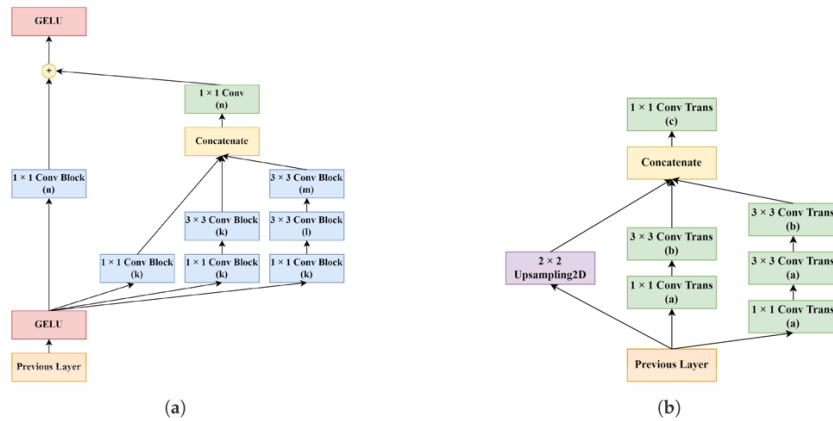 GELU
+
1 × 1 Conv
(n)
Concatenate
1 × 1 Conv Block
(n)
3 × 3 Conv Block
(m)
3 × 3 Conv Block
(k)
3 × 3 Conv Block
(l)
1 × 1 Conv Block
(k)
1 × 1 Conv Block
(k)
1 × 1 Conv Block
(k)
GELU
Previous Layer
(a)
1 × 1 Conv Trans
(c)
Concatenate
3 × 3 Conv Trans
(b)
2 × 2
Upsampling2D
3 × 3 Conv Trans
(b)
3 × 3 Conv Trans
(a)
1 × 1 Conv Trans
(a)
1 × 1 Conv Trans
(a)
Previous Layer
(b)